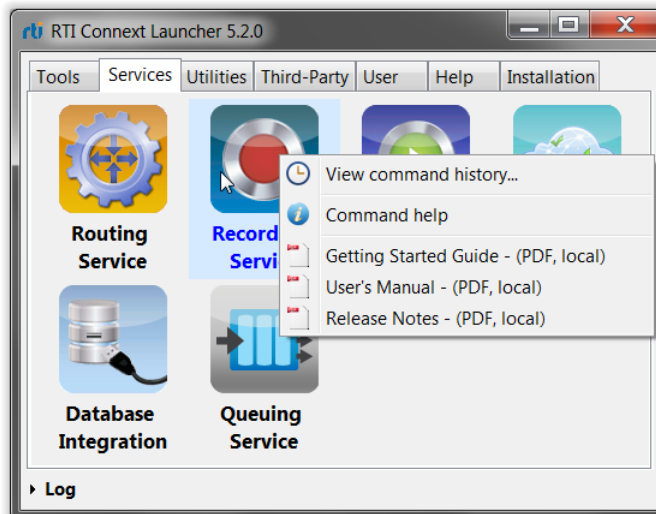 rti RTI Connext Launcher 5.2.0
Tools Services Utilities Third-Party User Help Installation
View command history...
Command help
Getting Started Guide - (PDF, local)
User's Manual - (PDF, local)
Release Notes - (PDF, local)
Routing
Service
Record
Servi
Database
Integration
Queuing
Service
Log